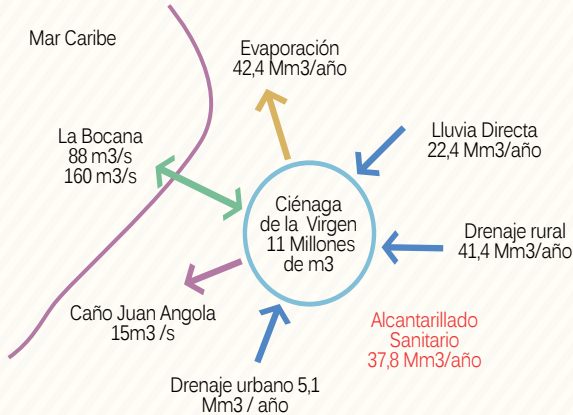 Mar Caribe
Evaporación
42,4 Mm3/año
La Bocana
88 m3/s
160 m3/s
Lluvia Directa
22,4 Mm3/año
Ciénaga
de la Virgen
11 Millones
de m3
Drenaje rural
41,4 Mm3/año
Caño Juan Angola
15m3 /s
Alcantarillado
Sanitario
37,8 Mm3/año
Drenaje urbano 5,1
Mm3 / año